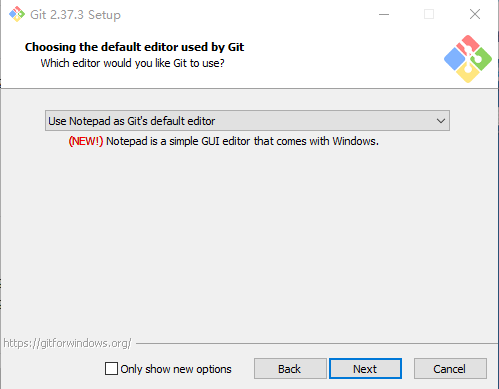 Git 2.37.3 Setup
Choosing the default editor used by Git
Which editor would you like Git to use?
Use Notepad as Git's default editor
(NEW!) Notepad is a simple GUI editor that comes with Windows.
https://gitforwindows.org/
Only show new options
Back
Next
Cancel